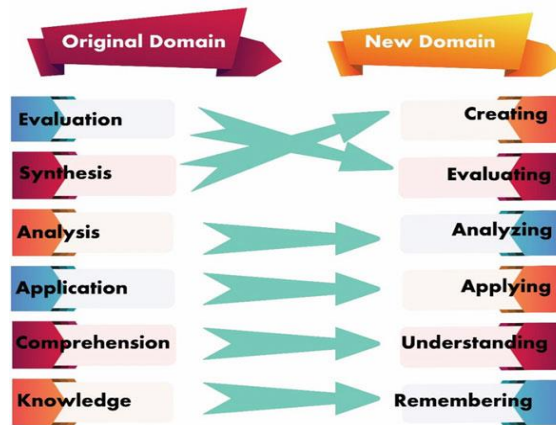 Original Domain
New Domain
Evaluation
Creating
Synthesis
Evaluating
Analysis
Analyzing
Application
Applying
Comprehension
Understanding
Knowledge
Remembering